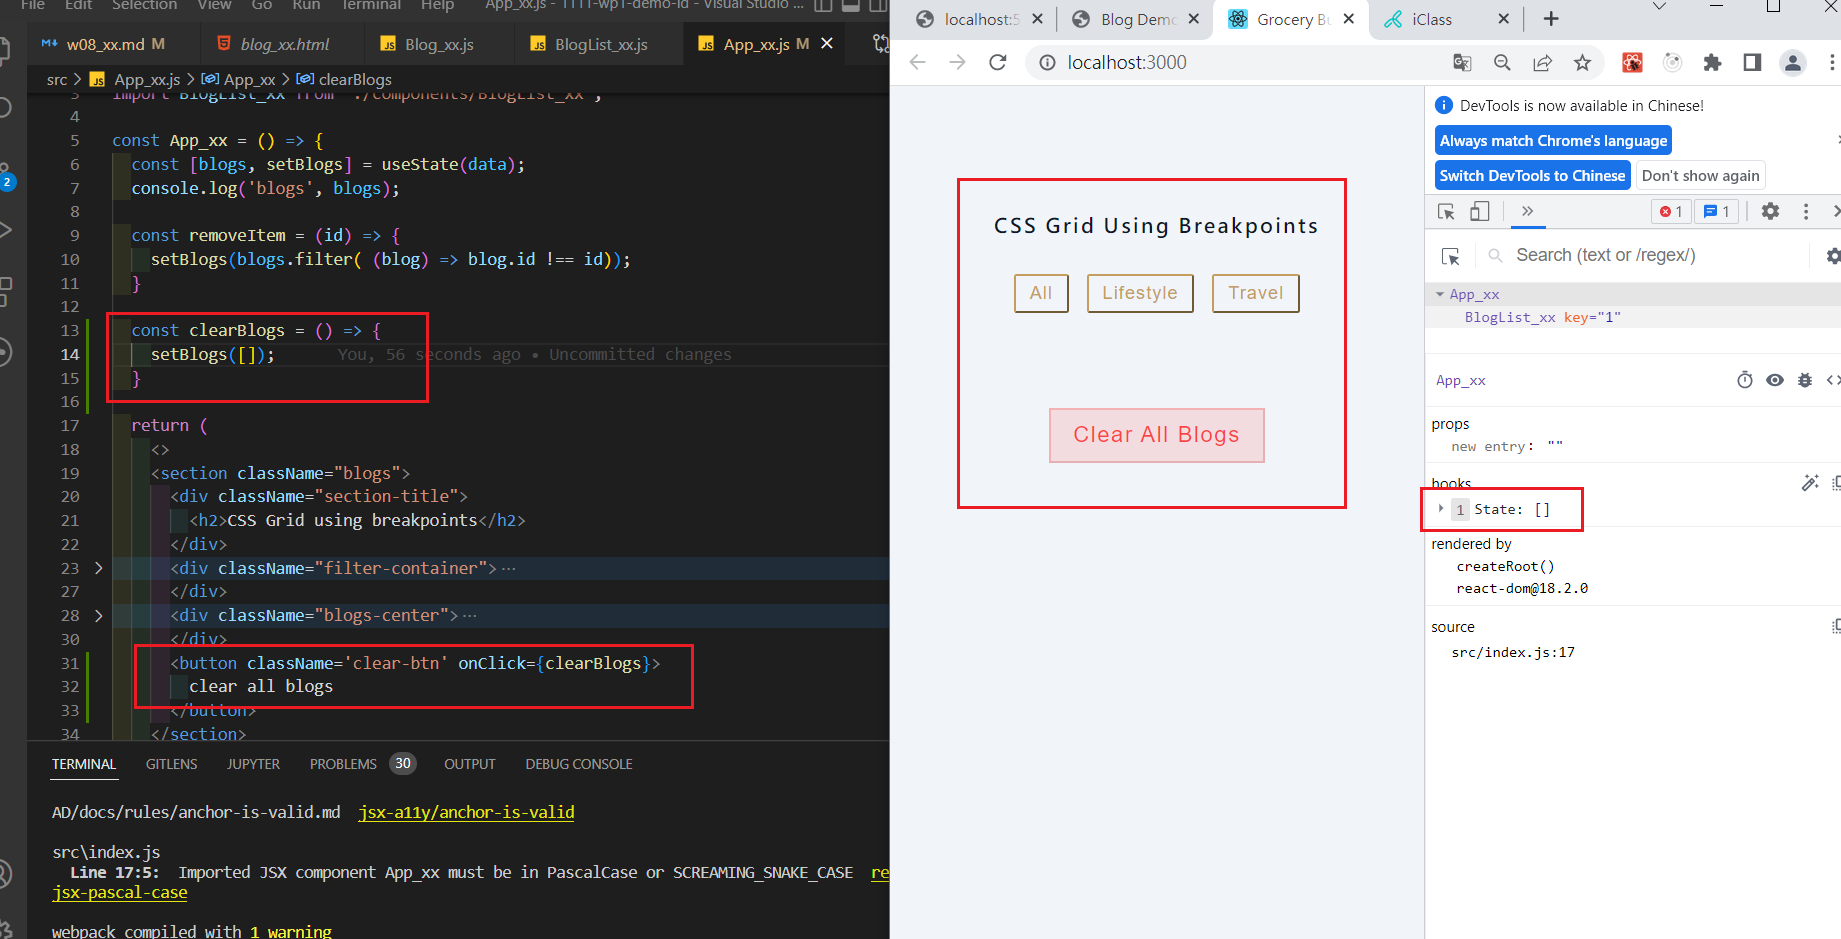 File Edit Selection View Go Run Terminal Help App_xx.js - 1111-wp1-demo-id - Visual Studio ...
w08_xx.md M
blog_xx.html
Blog_xx.js
BlogList_xx.js
App_xx.js M
src > App_xx.js > App_xx > clearBlogs
3 import BlogList_xx from './components/BlogList_xx';
4
5 const App_xx = () => {
6 const [blogs, setBlogs] = useState(data);
7 console.log('blogs', blogs);
8
9 const removeItem = (id) => {
10 setBlogs(blogs.filter( (blog) => blog.id !== id));
11 }
12
13 const clearBlogs = () => {
14 setBlogs([]); You, 56 seconds ago • Uncommitted changes
15 }
16
17 return (
18 <>
19 <section className="blogs">
20 <div className="section-title">
21 <h2>CSS Grid using breakpoints</h2>
22 </div>
23 <div className="filter-container">...
27 </div>
28 <div className="blogs-center">...
30 </div>
31 <button className='clear-btn' onClick={clearBlogs}>
32 clear all blogs
33 </button>
34 </section>
2
TERMINAL GITLENS JUPYTER PROBLEMS 30 OUTPUT DEBUG CONSOLE
AD/docs/rules/anchor-is-valid.md jsx-a11y/anchor-is-valid
src\index.js
Line 17:5: Imported JSX component App_xx must be in PascalCase or SCREAMING_SNAKE_CASE re
jsx-pascal-case
webpack compiled with 1 warning
localhost:5
Blog Demo
Grocery Bu
iClass
localhost:3000
CSS Grid Using Breakpoints
All
Lifestyle
Travel
Clear All Blogs
DevTools is now available in Chinese!
Always match Chrome's language
Switch DevTools to Chinese
Don't show again
1
1
Search (text or /regex/)
App_xx
BlogList_xx key="1"
App_xx
props
new entry: ""
hooks
1 State: []
rendered by
createRoot()
react-dom@18.2.0
source
src/index.js:17